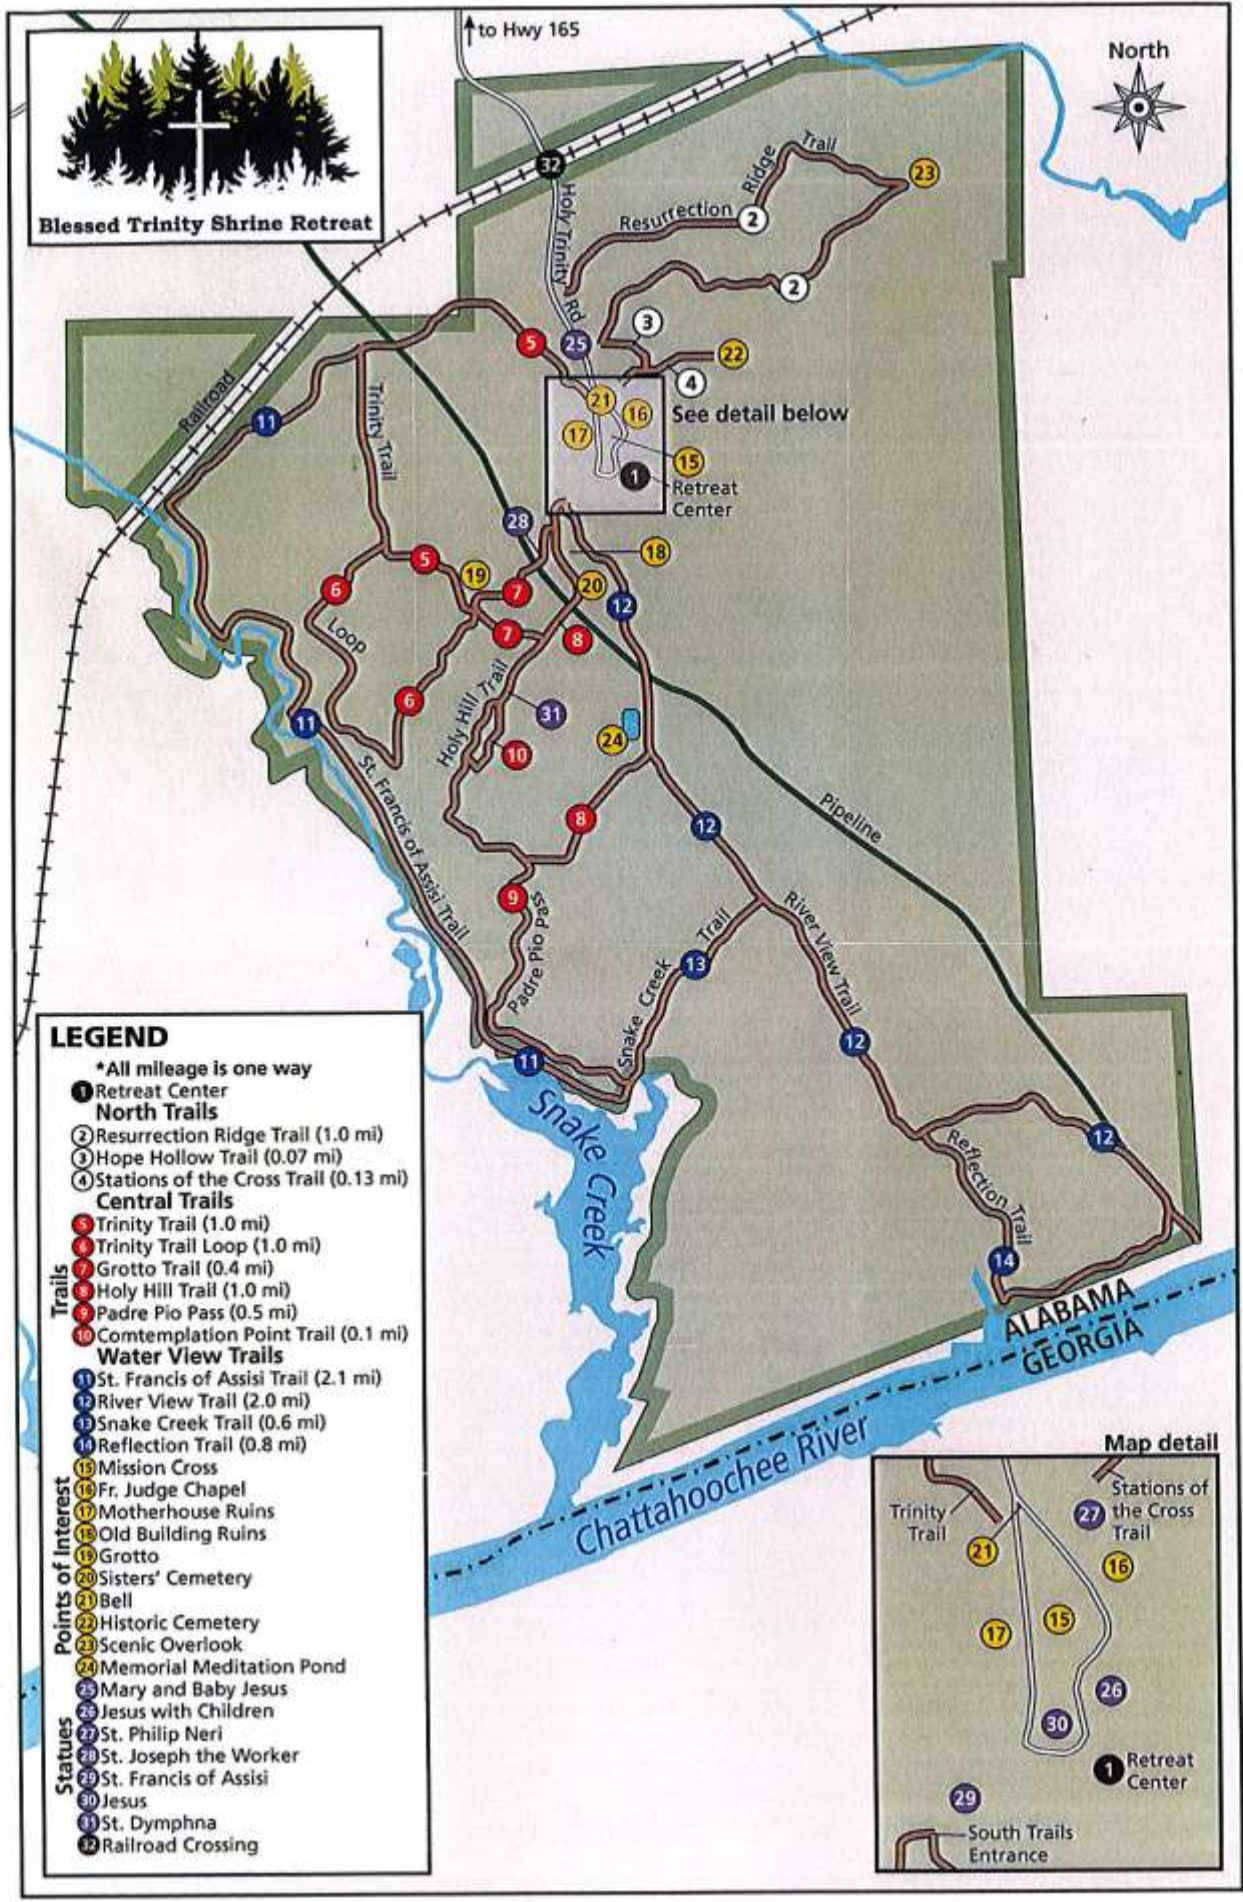 to Hwy 165
North
Blessed Trinity Shrine Retreat
32
Holy Trinity Rd
Resurrection Ridge Trail
23
2
2
3
5
25
22
4
21
16
See detail below
17
15
1
Retreat
Center
Railroad
11
Trinity Trail
28
18
5
19
6
7
20
12
Loop
7
8
Holy Hill Trail
6
31
11
24
10
St. Francis of Assisi Trail
8
12
Pipeline
9
Padre Pio Pass
River View Trail
13
Snake Creek Trail
12
11
12
Snake Creek
Reflection Trail
14
ALABAMA
GEORGIA
Chattahoochee River
LEGEND
*All mileage is one way
1 Retreat Center
North Trails
2 Resurrection Ridge Trail (1.0 mi)
3 Hope Hollow Trail (0.07 mi)
4 Stations of the Cross Trail (0.13 mi)
Central Trails
Trails
5 Trinity Trail (1.0 mi)
6 Trinity Trail Loop (1.0 mi)
7 Grotto Trail (0.4 mi)
8 Holy Hill Trail (1.0 mi)
9 Padre Pio Pass (0.5 mi)
10 Comtemplation Point Trail (0.1 mi)
Water View Trails
11 St. Francis of Assisi Trail (2.1 mi)
12 River View Trail (2.0 mi)
13 Snake Creek Trail (0.6 mi)
14 Reflection Trail (0.8 mi)
Points of Interest
15 Mission Cross
16 Fr. Judge Chapel
17 Motherhouse Ruins
18 Old Building Ruins
19 Grotto
20 Sisters' Cemetery
21 Bell
22 Historic Cemetery
23 Scenic Overlook
24 Memorial Meditation Pond
Statues
25 Mary and Baby Jesus
26 Jesus with Children
27 St. Philip Neri
28 St. Joseph the Worker
29 St. Francis of Assisi
30 Jesus
31 St. Dymphna
32 Railroad Crossing
Map detail
Trinity
Trail
Stations of
the Cross
Trail
27
21
16
17
15
26
30
1
Retreat
Center
29
South Trails
Entrance